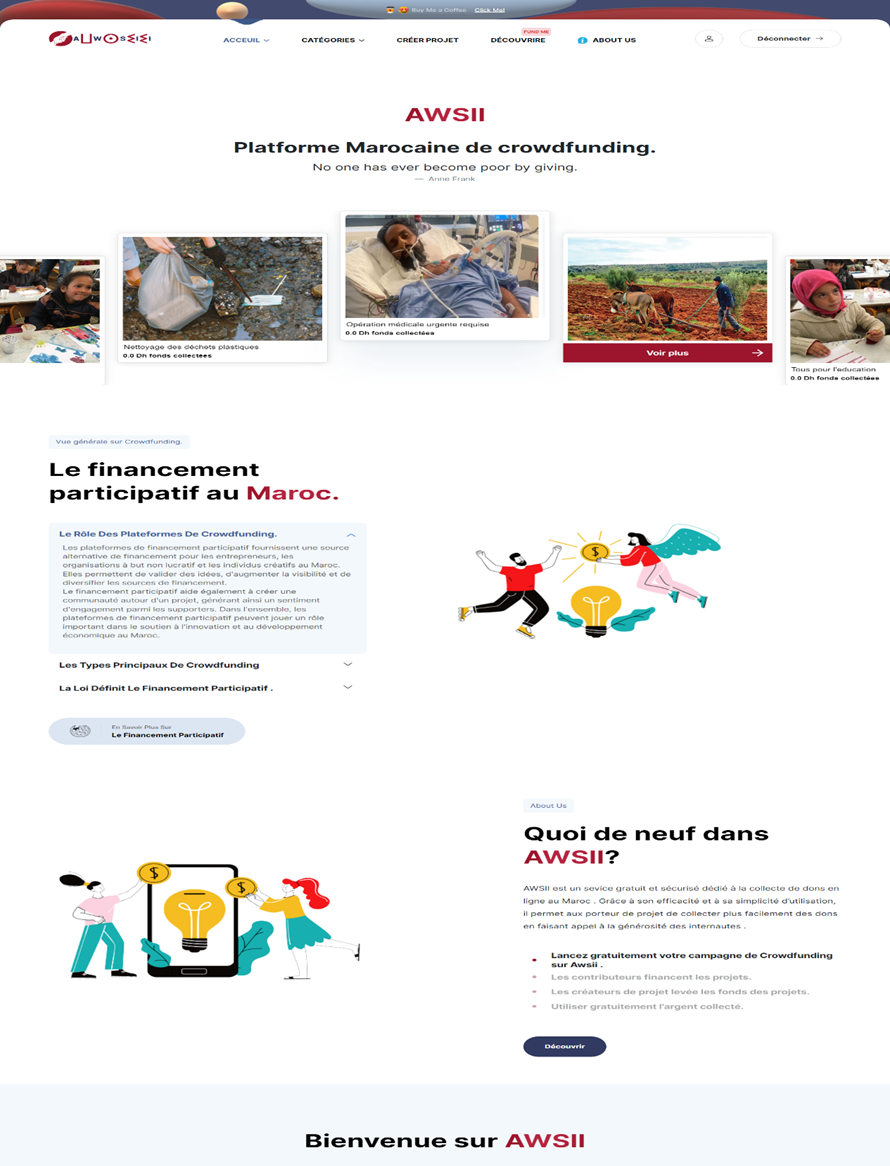 Buy Me a Coffee Click Me!
AUWOSEIEI
ACCEUIL CATÉGORIES CRÉER PROJET DÉCOUVRIRE FUND ME ABOUT US Déconnecter
AWSII
Platforme Marocaine de crowdfunding.
No one has ever become poor by giving.
— Anne Frank
Nettoyage des déchets plastiques
0.0 Dh fonds collectées
Opération médicale urgente requise
0.0 Dh fonds collectées
Voir plus
Tous pour l'education
0.0 Dh fonds collectées
Vue générale sur Crowdfunding.
Le financement
participatif au Maroc.
Le Rôle Des Plateformes De Crowdfunding.
Les plateformes de financement participatif fournissent une source
alternative de financement pour les entrepreneurs, les
organisations à but non lucratif et les individus créatifs au Maroc.
Elles permettent de valider des idées, d'augmenter la visibilité et de
diversifier les sources de financement.
Le financement participatif aide également à créer une
communauté autour d'un projet, générant ainsi un sentiment
d'engagement parmi les supporters. Dans l'ensemble, les
plateformes de financement participatif peuvent jouer un rôle
important dans le soutien à l'innovation et au développement
économique au Maroc.
Les Types Principaux De Crowdfunding
La Loi Définit Le Financement Participatif .
En Savoir Plus Sur
Le Financement Participatif
About Us
Quoi de neuf dans
AWSII?
AWSII est un sevice gratuit et sécurisé dédié à la collecte de dons en
ligne au Maroc . Grâce à son efficacité et à sa simplicité d'utilisation,
il permet aux porteur de projet de collecter plus facilement des dons
en faisant appel à la générosité des internautes .
Lancez gratuitement votre campagne de Crowdfunding
sur Awsii .
Les contributeurs financent les projets.
Les créateurs de projet levée les fonds des projets.
Utiliser gratuitement l'argent collecté.
Découvrir
Bienvenue sur AWSII